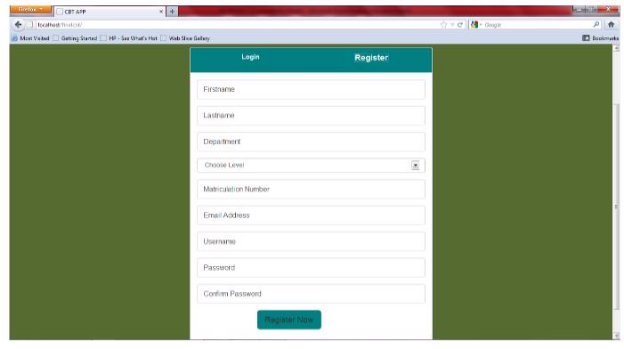 Firefox
CBT APP
localhost/finalcbt/
Google
Most Visited Getting Started HP - See What's Hot Web Slice Gallery Bookmarks
Login Register
Firstname
Lastname
Department
Choose Level
Matriculation Number
Email Address
Username
Password
Confirm Password
Register Now